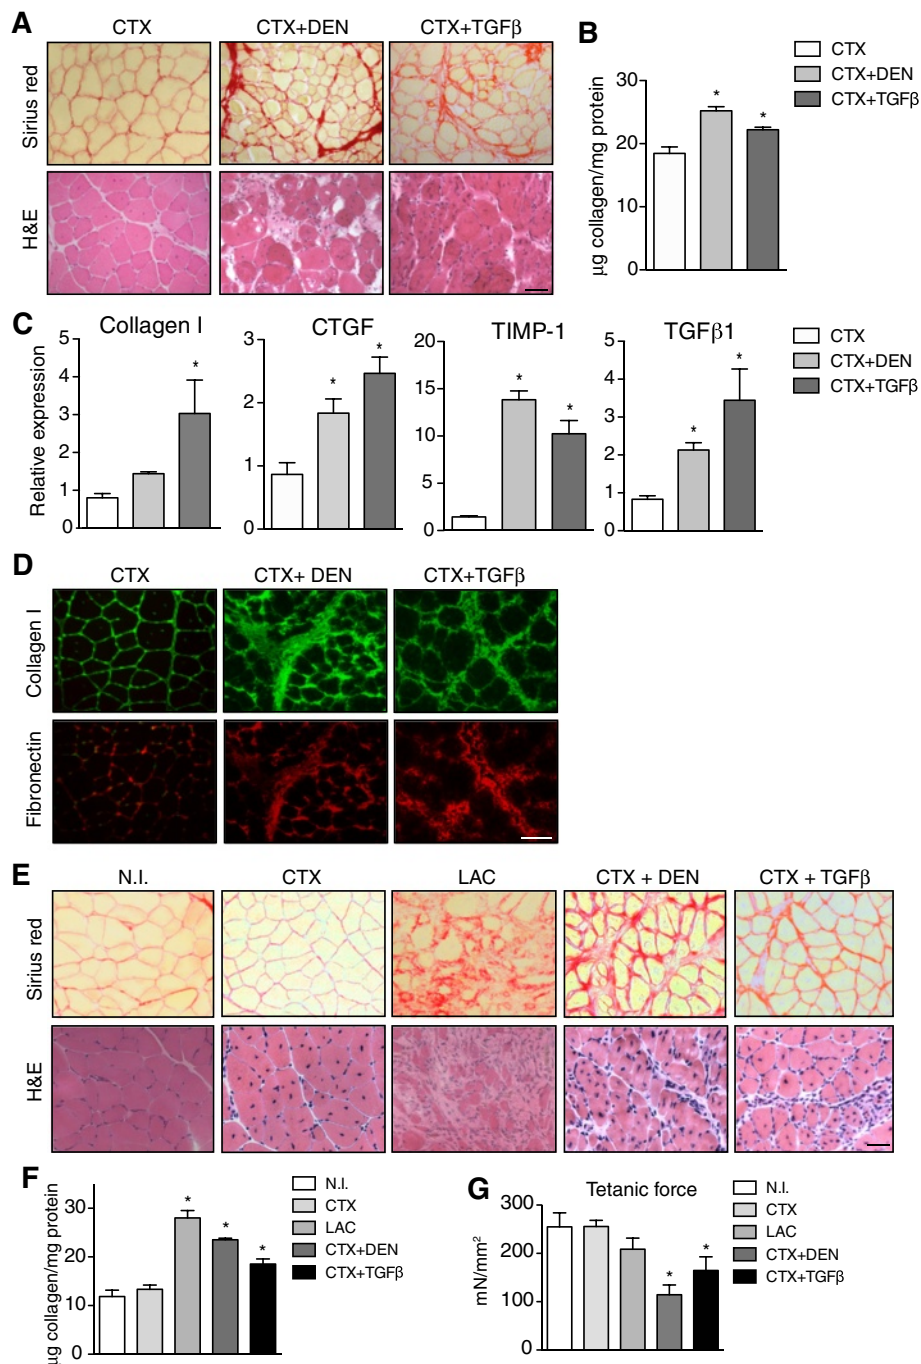 A
CTX
CTX+DEN
CTX+TGFβ
Sirius red
H&E
B
µg collagen/mg protein
30
20
10
0
*
*
CTX
CTX+DEN
CTX+TGFβ
C
Relative expression
Collagen I
5
4
3
2
1
0
*
CTGF
3
2
1
0
*
*
TIMP-1
20
15
10
5
0
*
*
TGFβ1
5
4
3
2
1
0
*
*
CTX
CTX+DEN
CTX+TGFβ
D
CTX
CTX+ DEN
CTX+TGFβ
Collagen I
Fibronectin
E
N.I.
CTX
LAC
CTX + DEN
CTX + TGFβ
Sirius red
H&E
F
µg collagen/mg protein
30
20
10
0
*
*
*
N.I.
CTX
LAC
CTX+DEN
CTX+TGFβ
G
Tetanic force
mN/mm²
300
200
100
0
*
*
N.I.
CTX
LAC
CTX+DEN
CTX+TGFβ